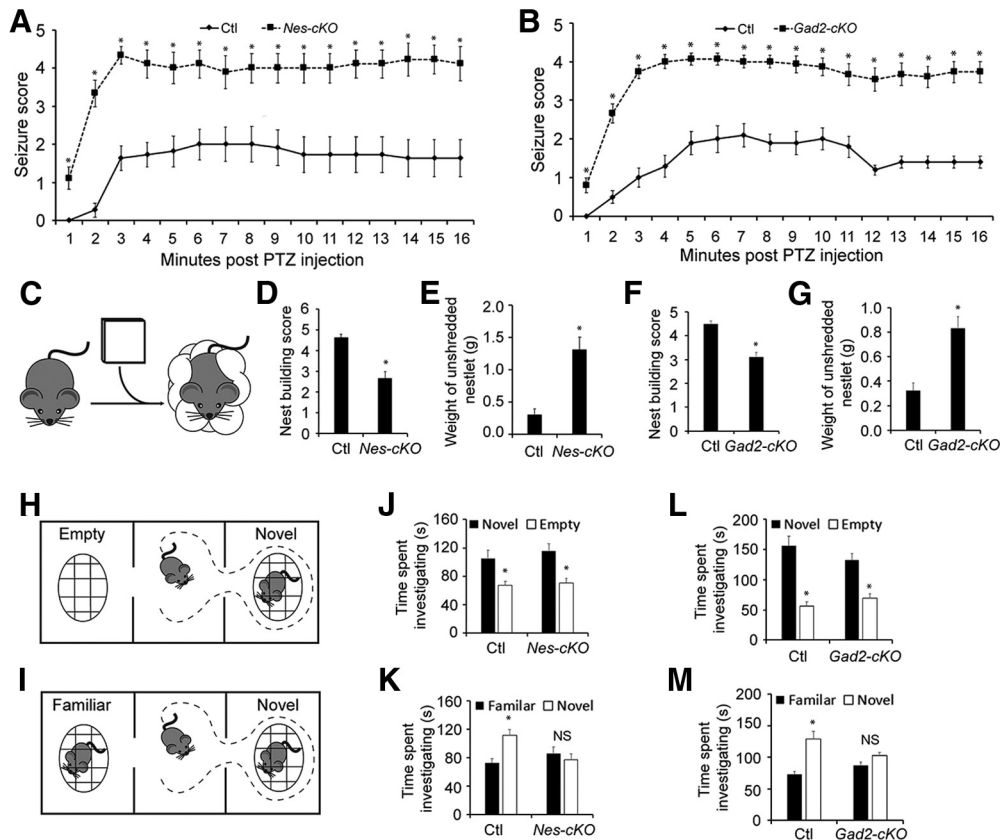 A
Ctl
Nes-cKO
Seizure score
5
4
3
2
1
0
* * * * * * * * * * * * * * * *
1 2 3 4 5 6 7 8 9 10 11 12 13 14 15 16
Minutes post PTZ injection
B
Ctl
Gad2-cKO
Seizure score
5
4
3
2
1
0
* * * * * * * * * * * * * * * *
1 2 3 4 5 6 7 8 9 10 11 12 13 14 15 16
Minutes post PTZ injection
C
D
Nest building score
6
5
4
3
2
1
0
*
Ctl Nes-cKO
E
Weight of unshredded
nestlet (g)
2.0
1.5
1.0
0.5
0.0
*
Ctl Nes-cKO
F
Nest building score
5
4
3
2
1
0
*
Ctl Gad2-cKO
G
Weight of unshredded
nestlet (g)
1.0
0.8
0.6
0.4
0.2
0.0
*
Ctl Gad2-cKO
H
Empty
Novel
J
Time spent
investigating (s)
160
120
80
40
0
Novel Empty
* *
Ctl Nes-cKO
L
Time spent
investigating (s)
200
150
100
50
0
Novel Empty
* *
Ctl Gad2-cKO
I
Familiar
Novel
K
Time spent
investigating (s)
160
120
80
40
0
Familar Novel
* NS
Ctl Nes-cKO
M
Time spent
investigating (s)
200
150
100
50
0
Familar Novel
* NS
Ctl Gad2-cKO